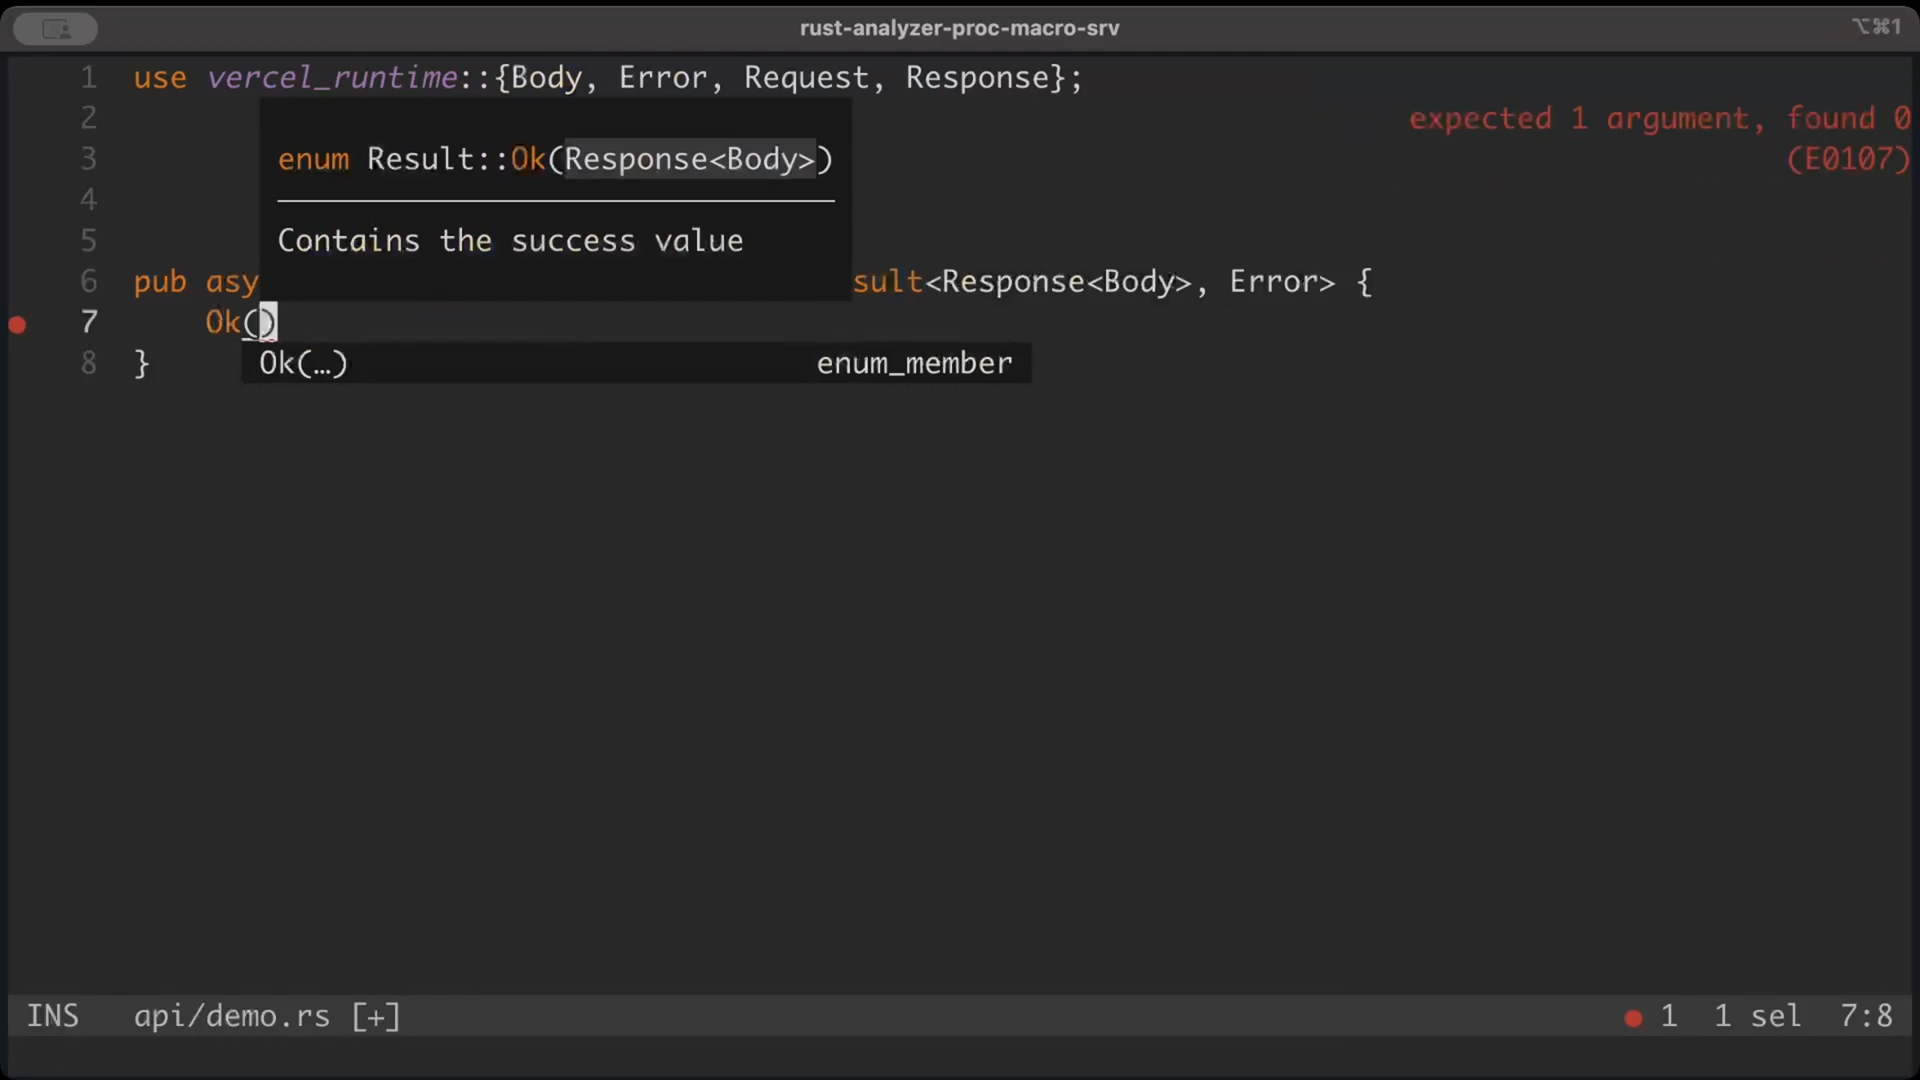 rust-analyzer-proc-macro-srv
⌥⌘1
1 use vercel_runtime::{Body, Error, Request, Response};
2
expected 1 argument, found 0
3
(E0107)
enum Result::Ok(Response<Body>)
4
5
Contains the success value
6 pub asy
sult<Response<Body>, Error> {
7 Ok()
8 }
Ok(…) enum_member
INS api/demo.rs [+]
1 1 sel 7:8